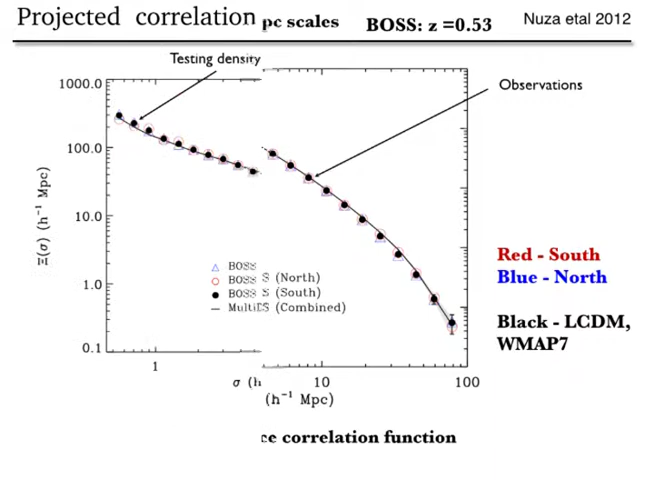 Projected correlation pc scales BOSS: z =0.53 Nuza etal 2012
Testing density
Observations
1000.0
100.0
10.0
1.0
0.1
Ξ(σ) (h⁻¹ Mpc)
BOSS
BOSS S (North)
BOSS S (South)
MultiDS (Combined)
1 10 100
σ (h
(h⁻¹ Mpc)
Red - South
Blue - North
Black - LCDM,
WMAP7
ce correlation function